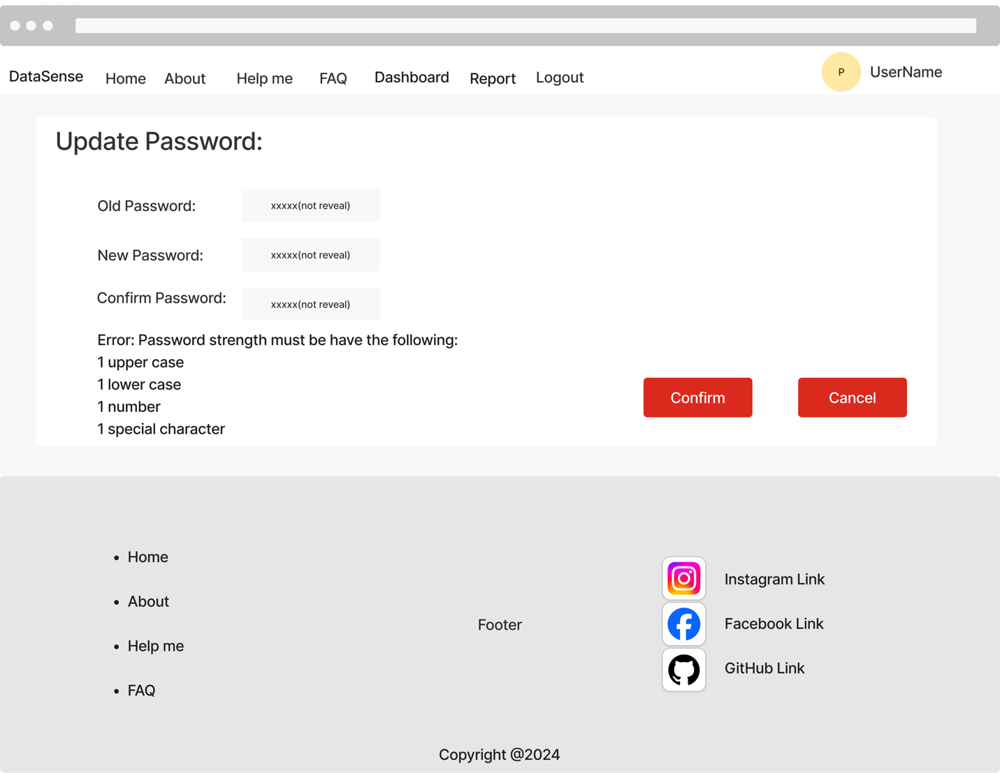 DataSense Home About Help me FAQ Dashboard Report Logout P UserName
Update Password:
Old Password: xxxxx(not reveal)
New Password: xxxxx(not reveal)
Confirm Password: xxxxx(not reveal)
Error: Password strength must be have the following:
1 upper case
1 lower case
1 number
1 special character
Confirm Cancel
• Home
• About
• Help me
• FAQ
Footer
Instagram Link
Facebook Link
GitHub Link
Copyright @2024